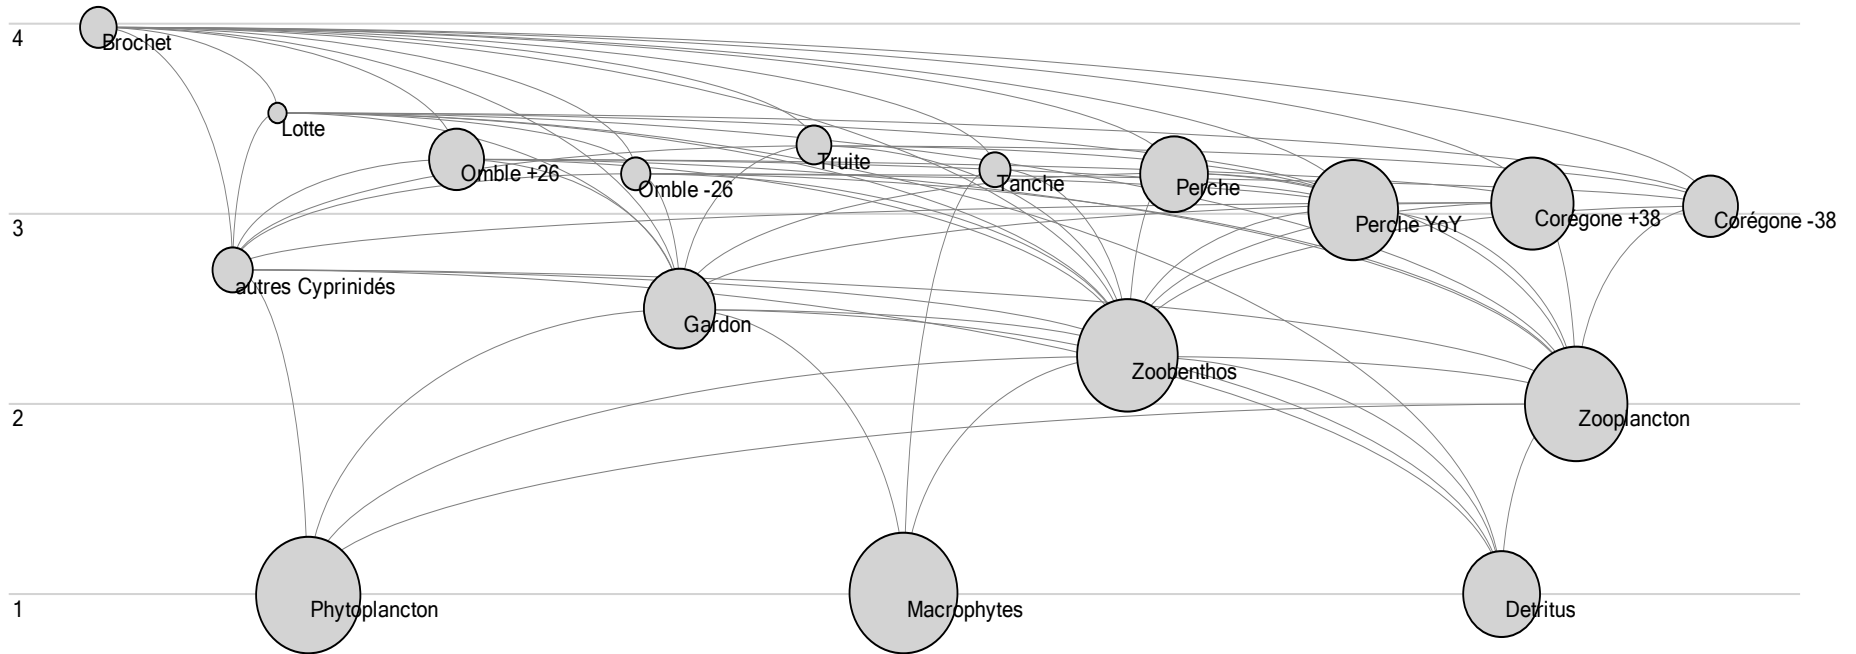 4
Brochet
Lotte
Omble +26
Omble -26
Truite
Tanche
Perche
Perche YoY
Corégone +38
Corégone -38
3
autres Cyprinidés
Gardon
Zoobenthos
Zooplancton
2
Phytoplancton
Macrophytes
Detritus
1